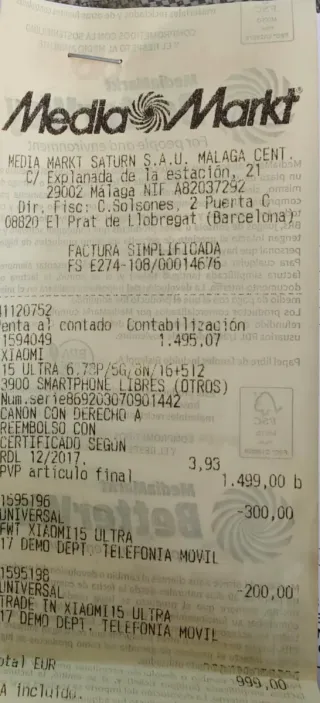 MediaMarkt
MEDIA MARKT SATURN S.A.U. MALAGA CENT.
C/ Explanada de la estación, 21
29002 Málaga NIF A82037292
Dir. Fisc: C.Solsones, 2 Puerta C
08820 El Prat de Llobregat (Barcelona)
FACTURA SIMPLIFICADA
FS E274-108/00014676
41120752
enta al contado Contabilización
1594049 1.495,07
XIAOMI
15 ULTRA 6.73P/5G,8N/16+512
3900 SMARTPHONE LIBRES (OTROS)
Num.serie869203070901442
CANON CON DERECHO A
REEMBOLSO CON
CERTIFICADO SEGÚN
RDL 12/2017. 3,93
PVP artículo final 1.499,00 b
1595196 -300,00
UNIVERSAL
FWT XIAOMI15 ULTRA
17 DEMO DEPT. TELEFONIA MOVIL
1595198 -200,00
UNIVERSAL
TRADE IN XIAOMI15 ULTRA
17 DEMO DEPT. TELEFONIA MOVIL
otal EUR 999,00
A incluido.